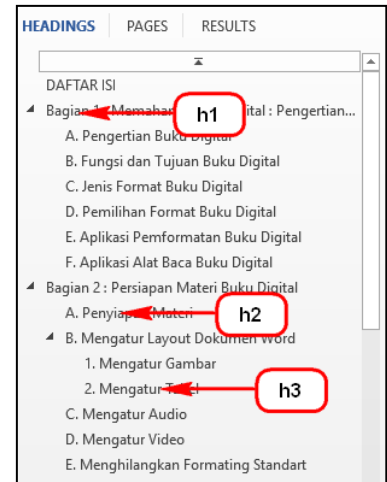 HEADINGS PAGES RESULTS
DAFTAR ISI
Bagian 1 : Memahami ital : Pengertian...
h1
A. Pengertian Buku Digital
B. Fungsi dan Tujuan Buku Digital
C. Jenis Format Buku Digital
D. Pemilihan Format Buku Digital
E. Aplikasi Pemformatan Buku Digital
F. Aplikasi Alat Baca Buku Digital
Bagian 2 : Persiapan Materi Buku Digital
A. Penyiapan Materi
h2
B. Mengatur Layout Dokumen Word
1. Mengatur Gambar
2. Mengatur Tabel
h3
C. Mengatur Audio
D. Mengatur Video
E. Menghilangkan Formating Standart